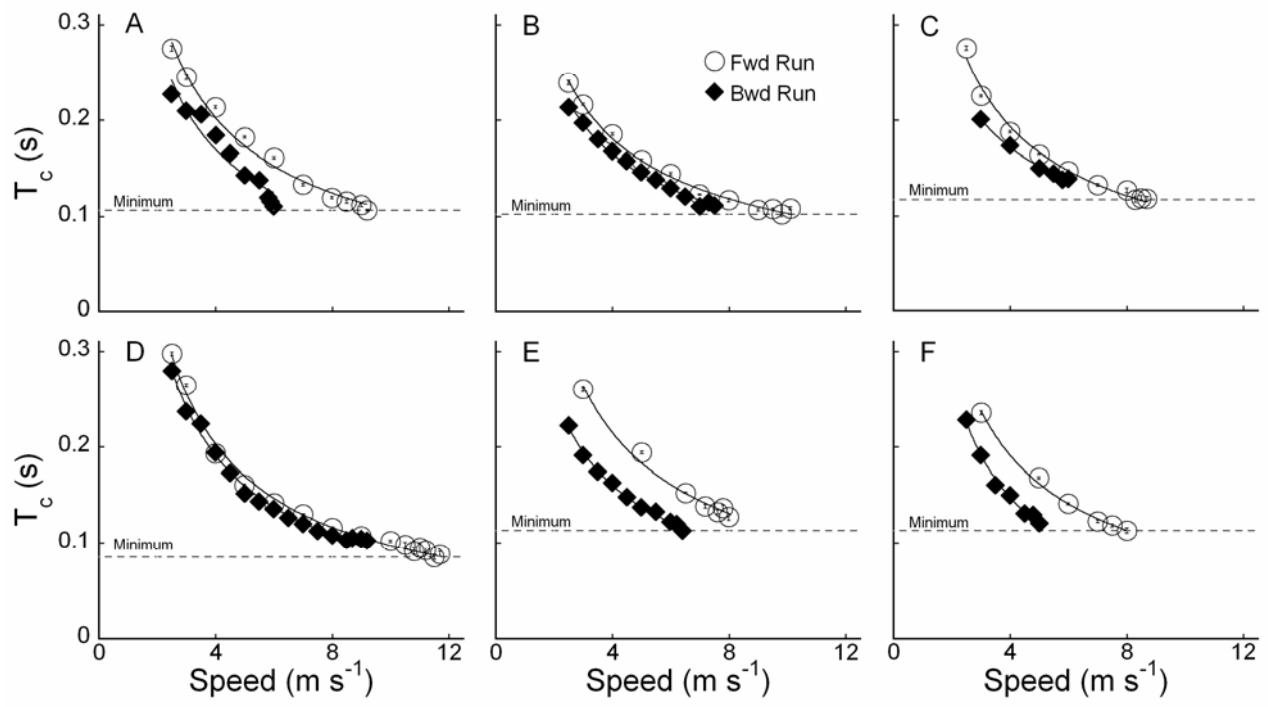 0.3
A
B
C
Fwd Run
Bwd Run
0.2
T_c (s)
Minimum
Minimum
Minimum
0.1
0
0.3
D
E
F
0.2
T_c (s)
Minimum
Minimum
Minimum
0.1
0
0 4 8 12
0 4 8 12
0 4 8 12
Speed (m s⁻¹)
Speed (m s⁻¹)
Speed (m s⁻¹)